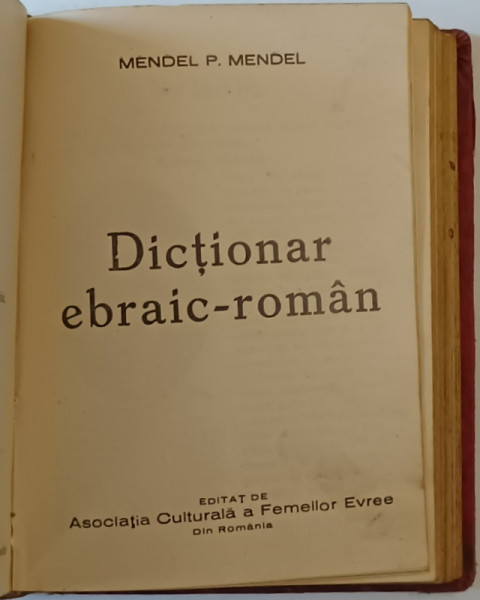 MENDEL P. MENDEL
Dicționar
ebraic-român
EDITAT DE
Asociația Culturală a Femeilor Evree
Din România